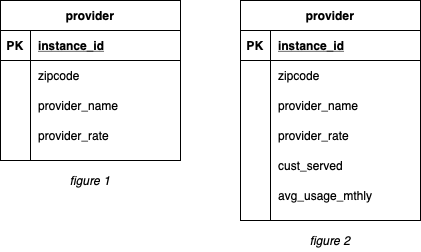 provider
PK instance_id
zipcode
provider_name
provider_rate
figure 1
provider
PK instance_id
zipcode
provider_name
provider_rate
cust_served
avg_usage_mthly
figure 2